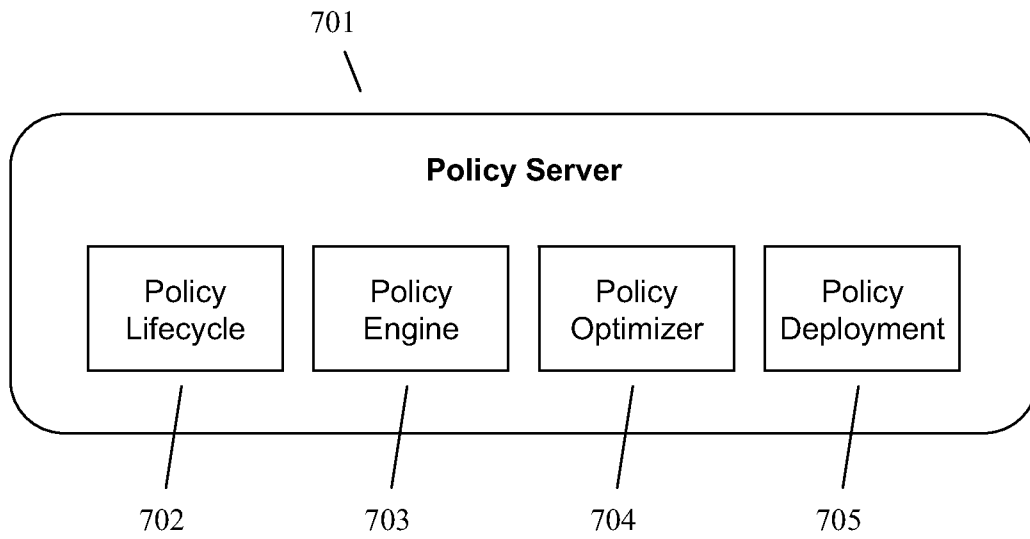 701
Policy Server
Policy
Lifecycle
Policy
Engine
Policy
Optimizer
Policy
Deployment
702
703
704
705